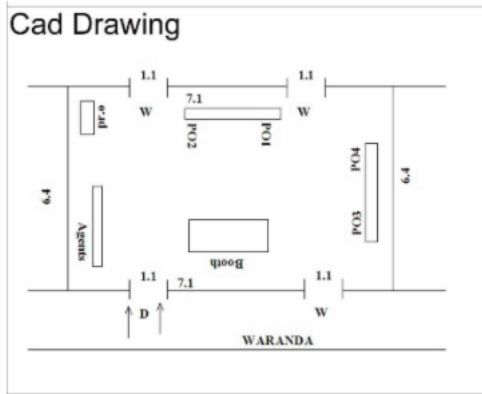 Cad Drawing
1.1
1.1
7.1
W
W
pr.o
PO2
PO1
PO4
6.4
6.4
Agents
PO3
Booth
1.1
7.1
1.1
D
W
WARANDA